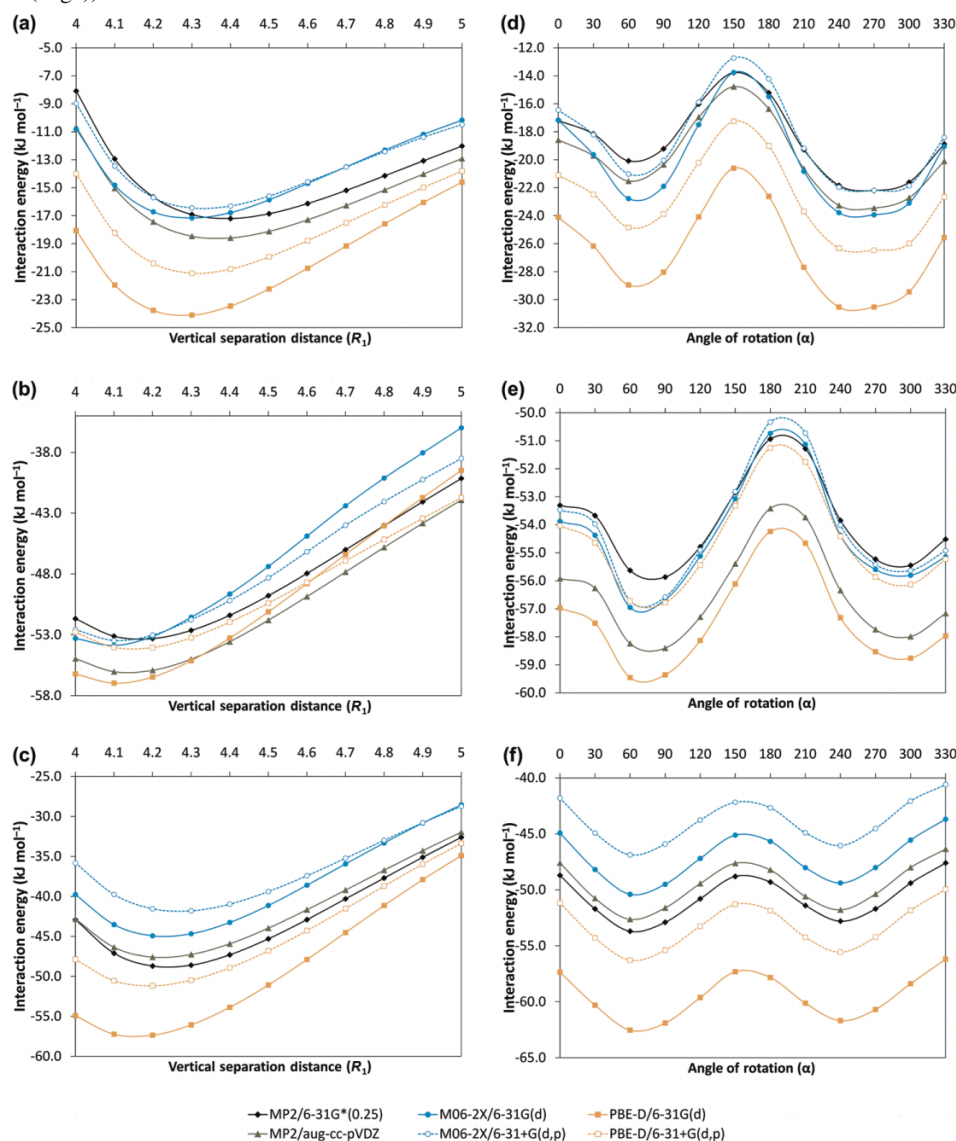 (a)
4 4.1 4.2 4.3 4.4 4.5 4.6 4.7 4.8 4.9 5
-5.0
-7.0
-9.0
-11.0
-13.0
-15.0
-17.0
-19.0
-21.0
-23.0
-25.0
Interaction energy (kJ mol⁻¹)
Vertical separation distance (R₁)
(d)
0 30 60 90 120 150 180 210 240 270 300 330
-12.0
-14.0
-16.0
-18.0
-20.0
-22.0
-24.0
-26.0
-28.0
-30.0
-32.0
Interaction energy (kJ mol⁻¹)
Angle of rotation (α)
(b)
4 4.1 4.2 4.3 4.4 4.5 4.6 4.7 4.8 4.9 5
-38.0
-43.0
-48.0
-53.0
-58.0
Interaction energy (kJ mol⁻¹)
Vertical separation distance (R₁)
(e)
0 30 60 90 120 150 180 210 240 270 300 330
-50.0
-51.0
-52.0
-53.0
-54.0
-55.0
-56.0
-57.0
-58.0
-59.0
-60.0
Interaction energy (kJ mol⁻¹)
Angle of rotation (α)
(c)
4 4.1 4.2 4.3 4.4 4.5 4.6 4.7 4.8 4.9 5
-25.0
-30.0
-35.0
-40.0
-45.0
-50.0
-55.0
-60.0
Interaction energy (kJ mol⁻¹)
Vertical separation distance (R₁)
(f)
0 30 60 90 120 150 180 210 240 270 300 330
-40.0
-45.0
-50.0
-55.0
-60.0
-65.0
Interaction energy (kJ mol⁻¹)
Angle of rotation (α)
MP2/6-31G*(0.25) M06-2X/6-31G(d) PBE-D/6-31G(d)
MP2/aug-cc-pVDZ M06-2X/6-31+G(d,p) PBE-D/6-31+G(d,p)